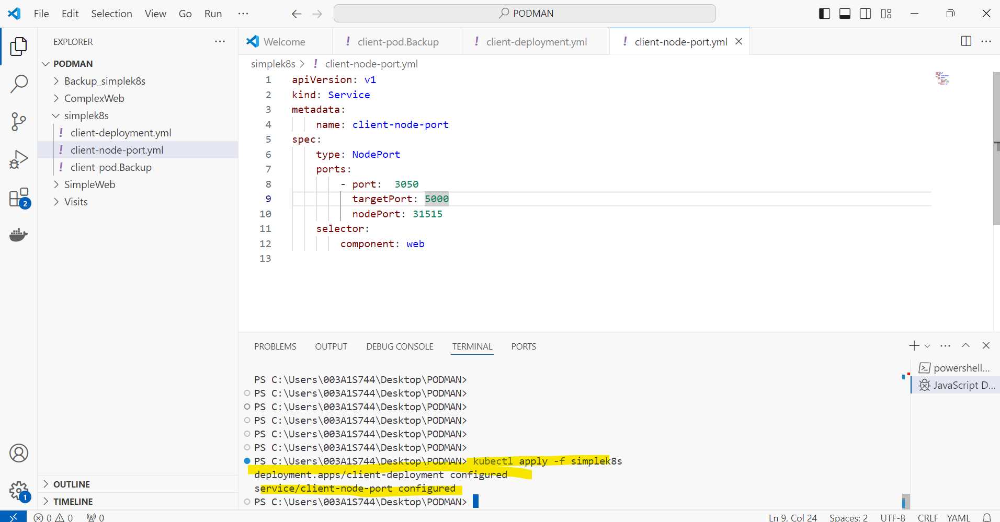 File Edit Selection View Go Run ··· PODMAN
EXPLORER ···
PODMAN
Backup_simplek8s
ComplexWeb
simplek8s
! client-deployment.yml
! client-node-port.yml
! client-pod.Backup
SimpleWeb
Visits
2
1
OUTLINE
TIMELINE
Welcome ! client-pod.Backup ! client-deployment.yml ! client-node-port.yml
simplek8s > ! client-node-port.yml
1 apiVersion: v1
2 kind: Service
3 metadata:
4 name: client-node-port
5 spec:
6 type: NodePort
7 ports:
8 - port:  3050
9 targetPort: 5000
10 nodePort: 31515
11 selector:
12 component: web
13
PROBLEMS OUTPUT DEBUG CONSOLE TERMINAL PORTS
PS C:\Users\003A1S744\Desktop\PODMAN>
PS C:\Users\003A1S744\Desktop\PODMAN>
PS C:\Users\003A1S744\Desktop\PODMAN>
PS C:\Users\003A1S744\Desktop\PODMAN>
PS C:\Users\003A1S744\Desktop\PODMAN>
PS C:\Users\003A1S744\Desktop\PODMAN>
PS C:\Users\003A1S744\Desktop\PODMAN> kubectl apply -f simplek8s
deployment.apps/client-deployment configured
service/client-node-port configured
PS C:\Users\003A1S744\Desktop\PODMAN>
powershell...
JavaScript D...
0 0 0 Ln 9, Col 24 Spaces: 2 UTF-8 CRLF YAML